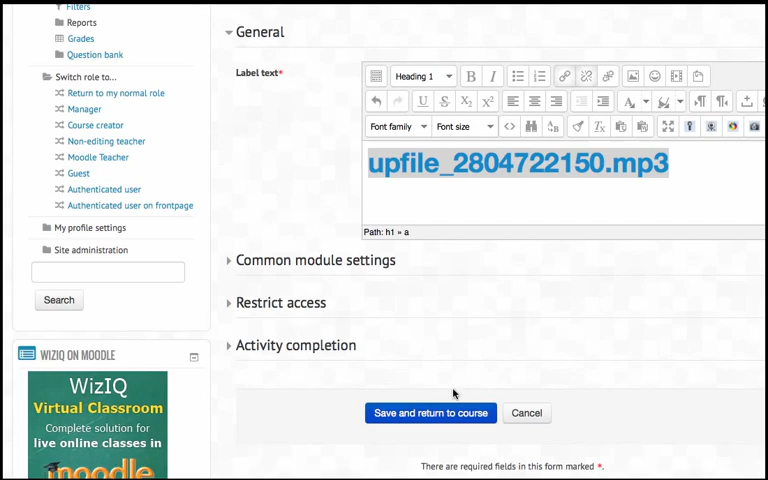 Filters
Reports
Grades
Question bank
Switch role to...
Return to my normal role
Manager
Course creator
Non-editing teacher
Moodle Teacher
Guest
Authenticated user
Authenticated user on frontpage
My profile settings
Site administration
Search
WIZIQ ON MOODLE
WizIQ
Virtual Classroom
Complete solution for
live online classes in
moodle
General
Label text*
Heading 1
Font family
Font size
upfile_2804722150.mp3
Path: h1 » a
Common module settings
Restrict access
Activity completion
Save and return to course
Cancel
There are required fields in this form marked *.